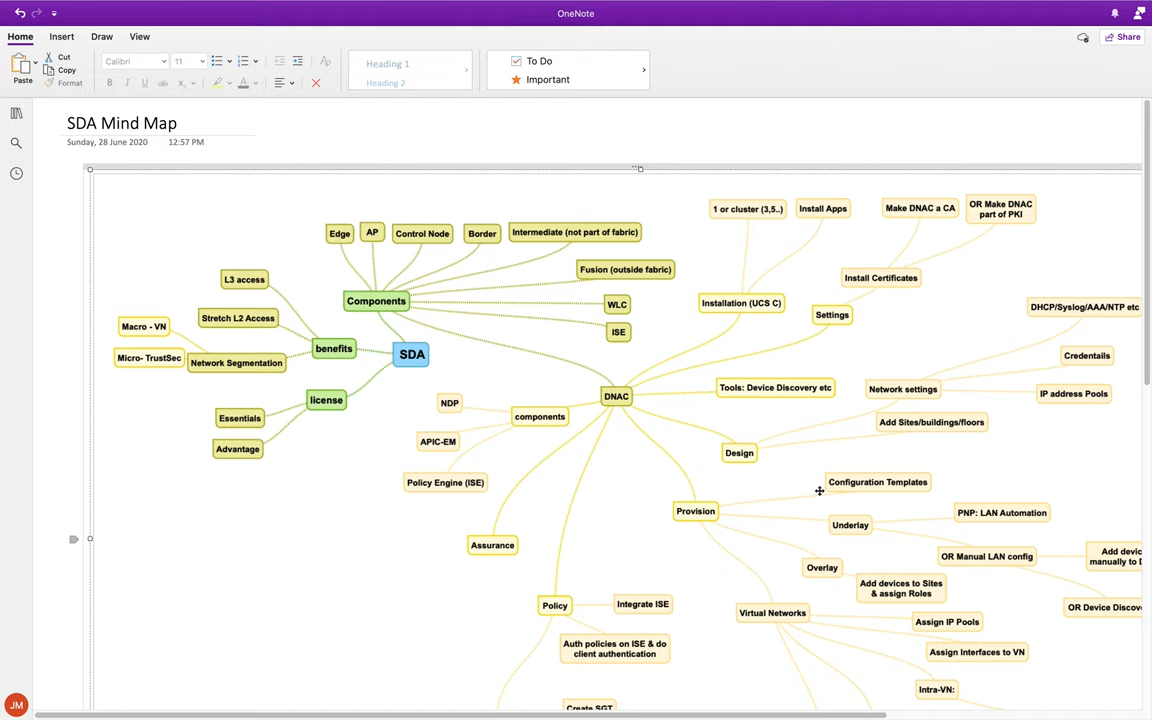 OneNote
Home
Insert
Draw
View
Share
Paste
Cut
Copy
Format
Calibri
11
B I U ab X
A
Heading 1
Heading 2
To Do
Important
SDA Mind Map
Sunday, 28 June 2020
12:57 PM
1 or cluster (3,5..)
Install Apps
Make DNAC a CA
OR Make DNAC
part of PKI
Edge
AP
Control Node
Border
Intermediate (not part of fabric)
Fusion (outside fabric)
L3 access
Install Certificates
Components
Installation (UCS C)
WLC
DHCP/Syslog/AAA/NTP etc
Settings
Stretch L2 Access
Macro - VN
ISE
benefits
SDA
Micro- TrustSec
Network Segmentation
Credentails
Tools: Device Discovery etc
Network settings
IP address Pools
DNAC
license
NDP
components
Essentials
Add Sites/buildings/floors
APIC-EM
Advantage
Design
Policy Engine (ISE)
Configuration Templates
Provision
PNP: LAN Automation
Underlay
Assurance
OR Manual LAN config
Add devic
manually to D
Overlay
Add devices to Sites
& assign Roles
Policy
Integrate ISE
OR Device Discove
Virtual Networks
Assign IP Pools
Auth policies on ISE & do
client authentication
Assign Interfaces to VN
Intra-VN:
Create SGT
JM